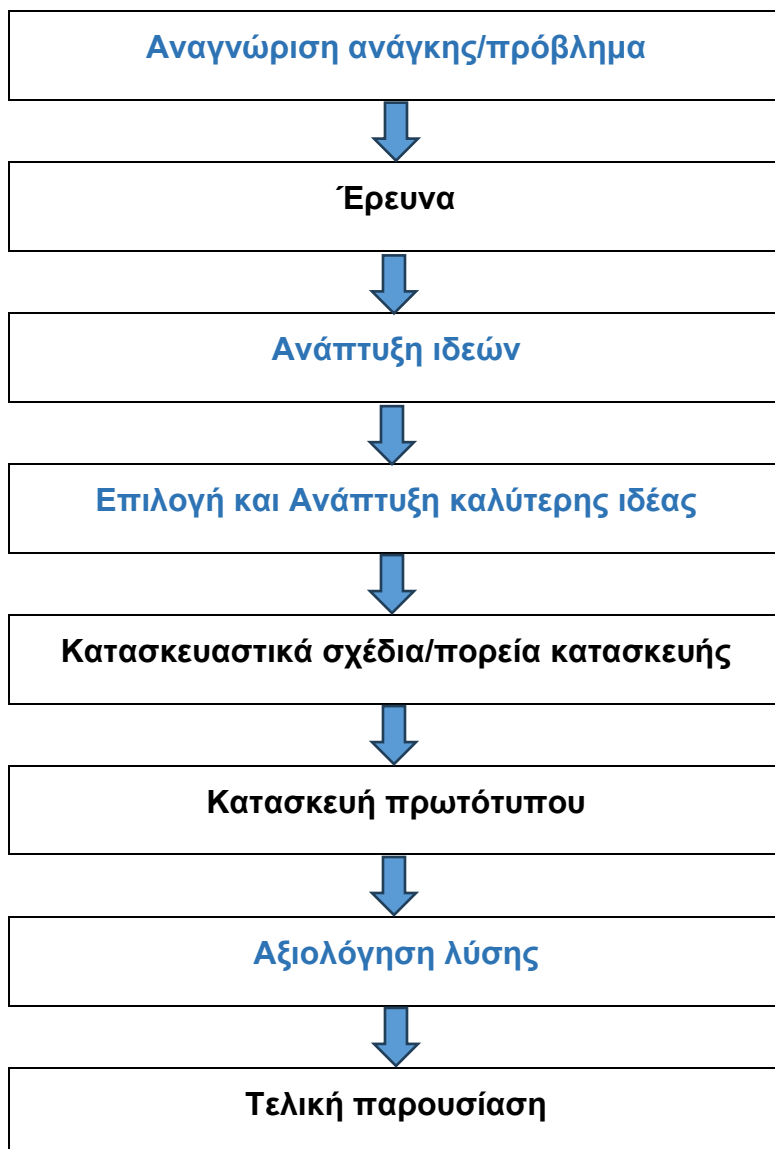 Αναγνώριση ανάγκης/πρόβλημα
Έρευνα
Ανάπτυξη ιδεών
Επιλογή και Ανάπτυξη καλύτερης ιδέας
Κατασκευαστικά σχέδια/πορεία κατασκευής
Κατασκευή πρωτότυπου
Αξιολόγηση λύσης
Τελική παρουσίαση